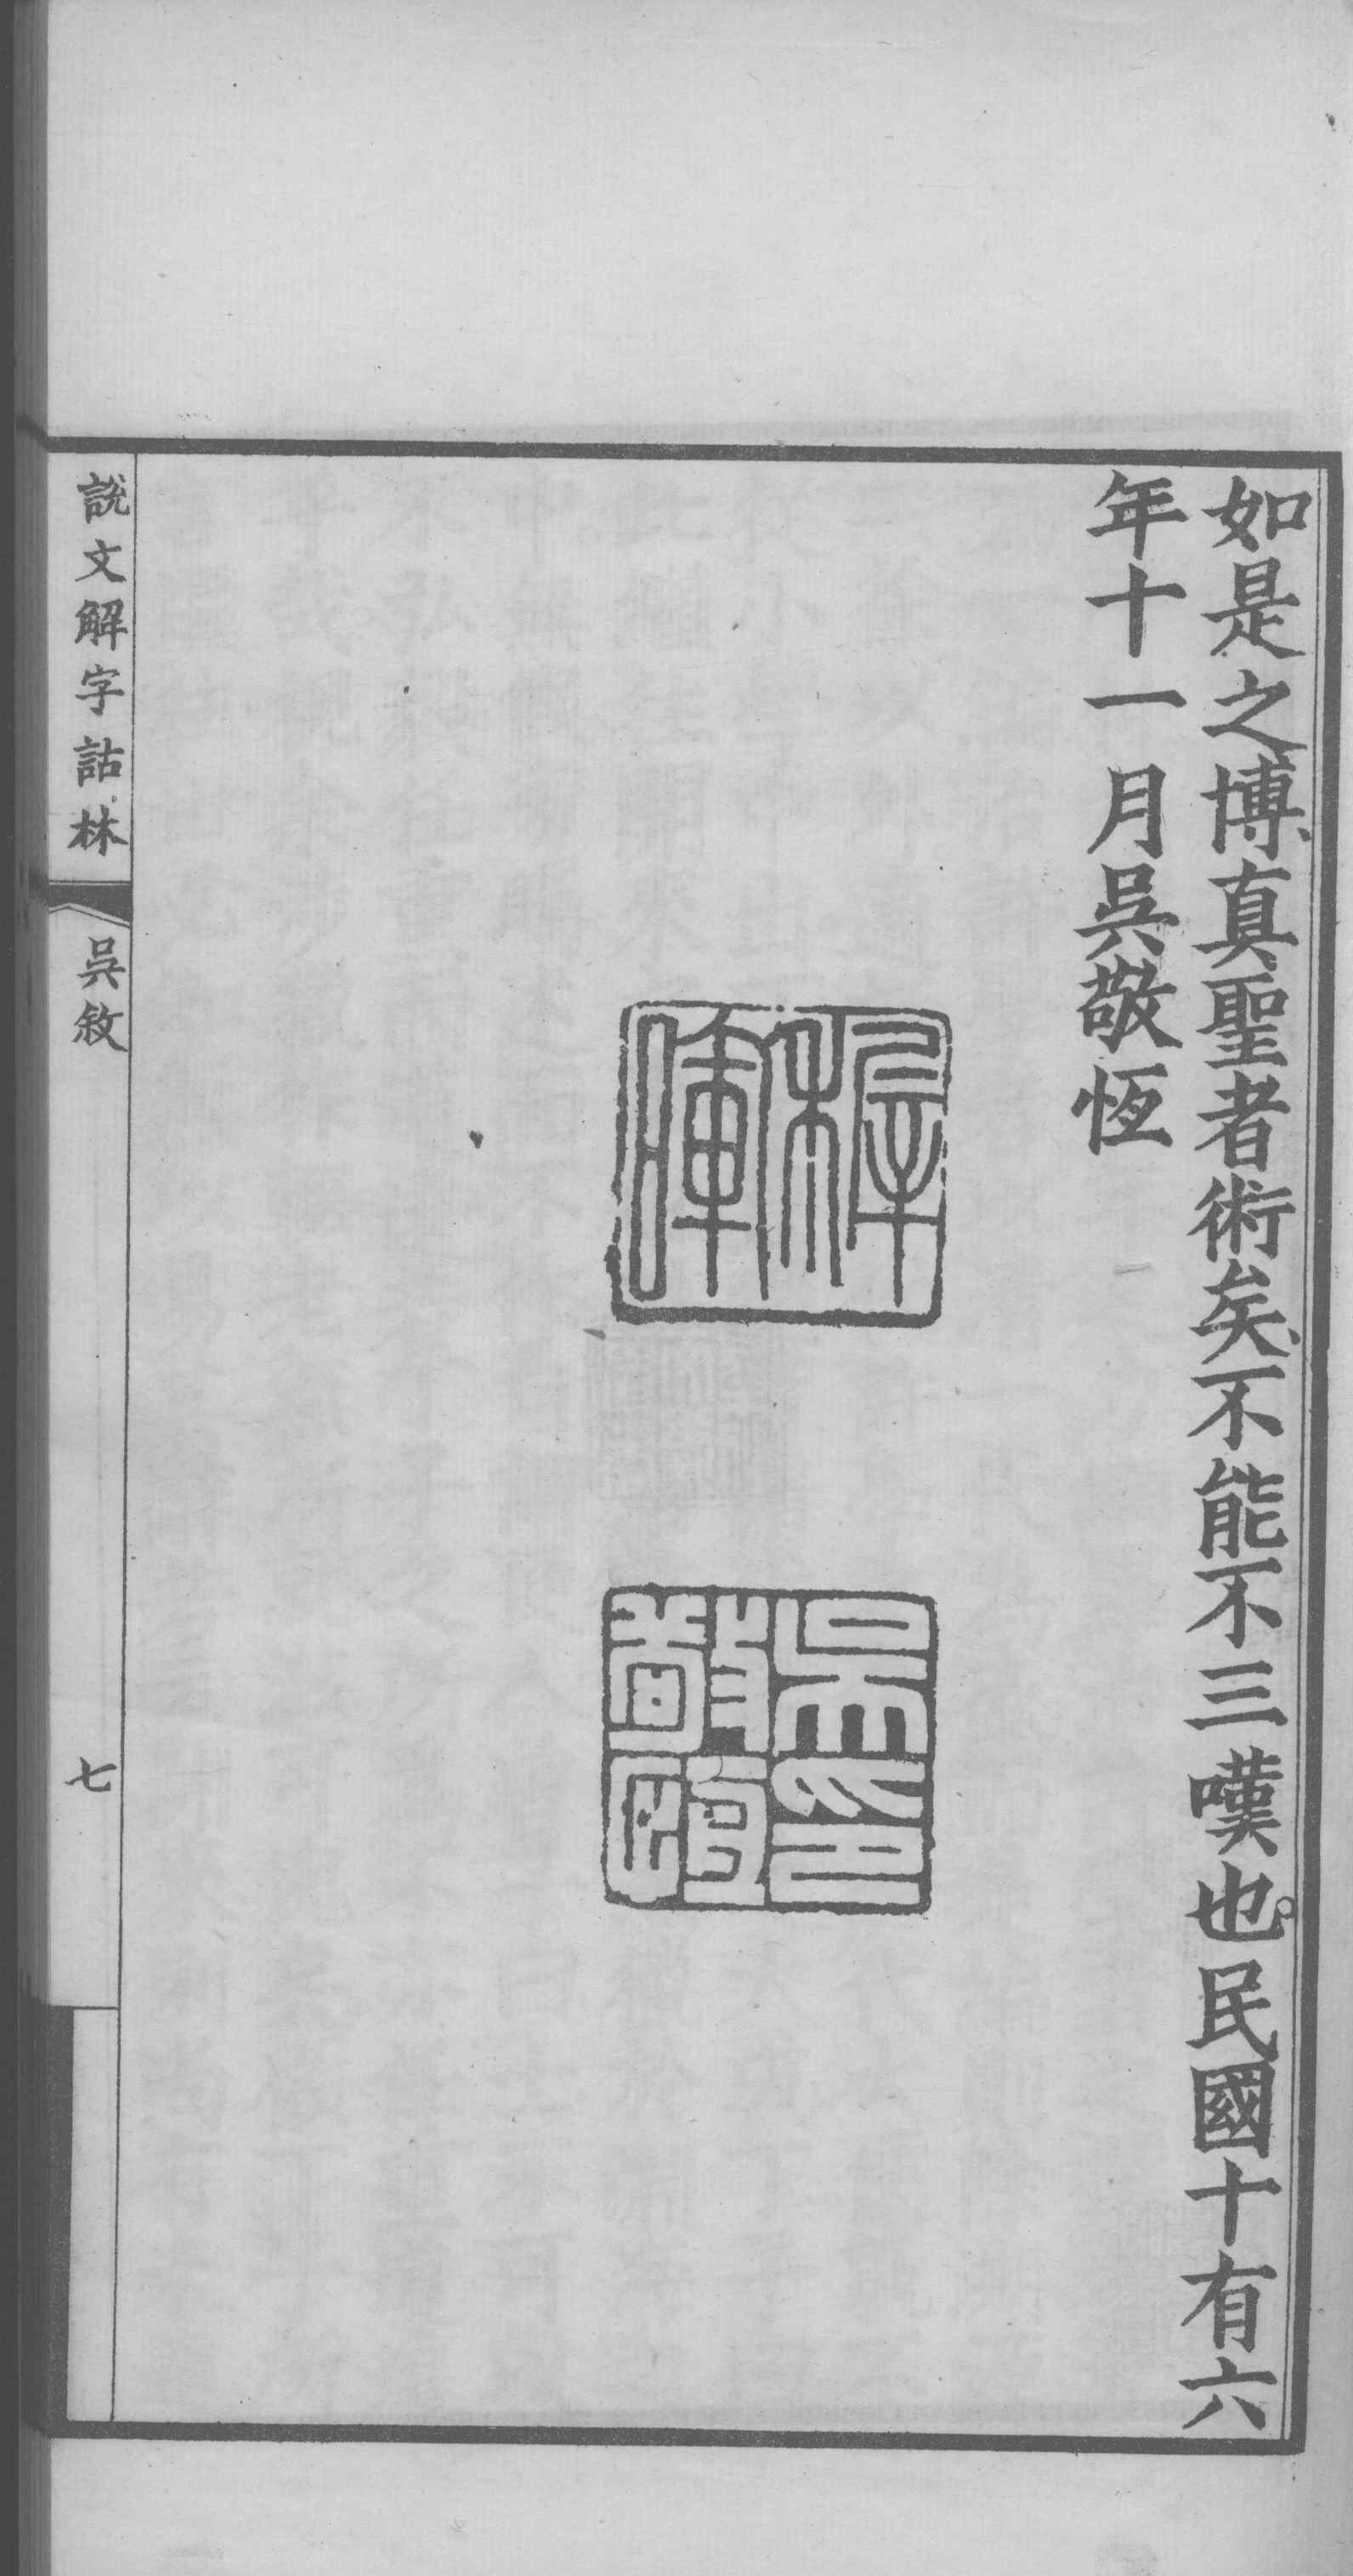 如是之博、真聖者術矣、不能不三嘆也。民國十有六
年十一月吳敬恆
稺暉
吳敬恆印
說文解字詁林
吳敘
七